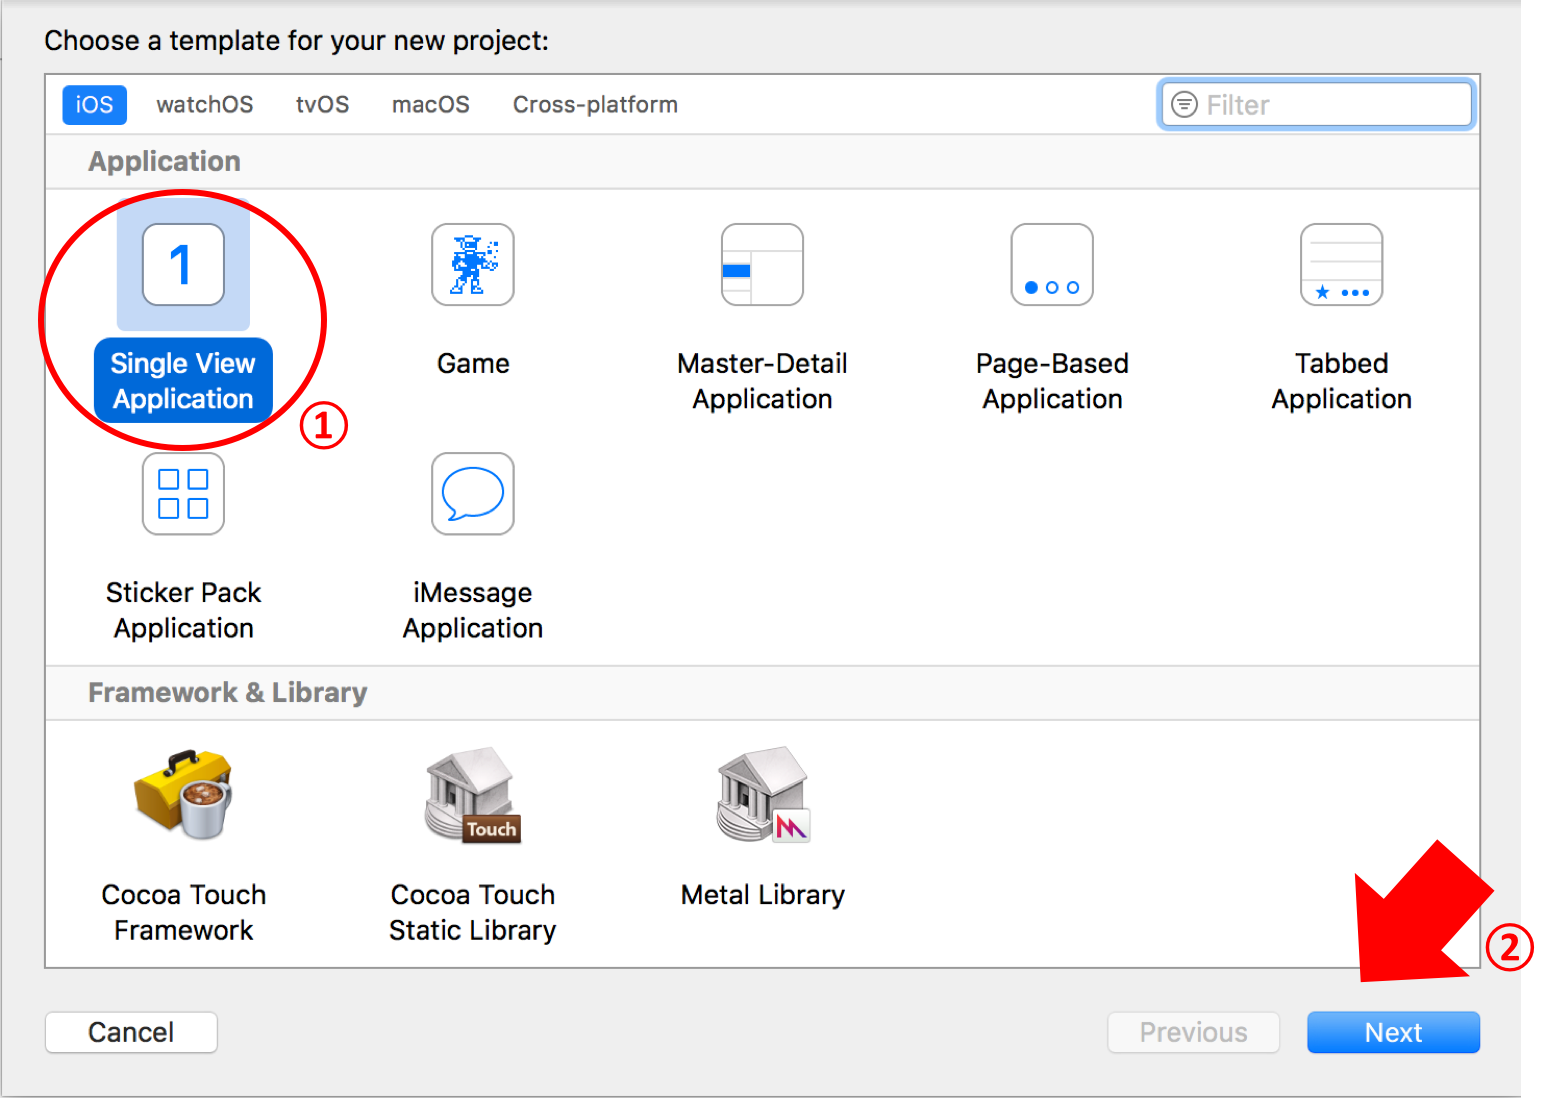 Choose a template for your new project:
iOS watchOS tvOS macOS Cross-platform Filter
Application
1
Single View
Application
①
Game
Master-Detail
Application
Page-Based
Application
Tabbed
Application
Sticker Pack
Application
iMessage
Application
Framework & Library
Cocoa Touch
Framework
Touch
Cocoa Touch
Static Library
Metal Library
②
Cancel Previous Next